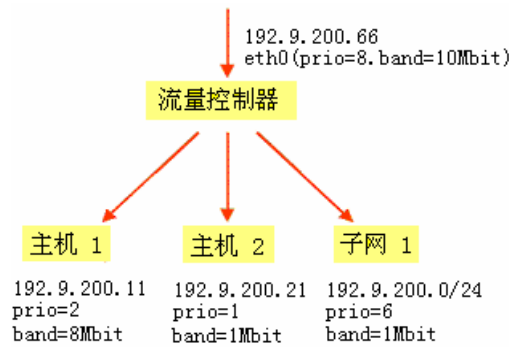 192.9.200.66
eth0(prio=8.band=10Mbit)
流量控制器
主机 1
主机 2
子网 1
192.9.200.11
prio=2
band=8Mbit
192.9.200.21
prio=1
band=1Mbit
192.9.200.0/24
prio=6
band=1Mbit